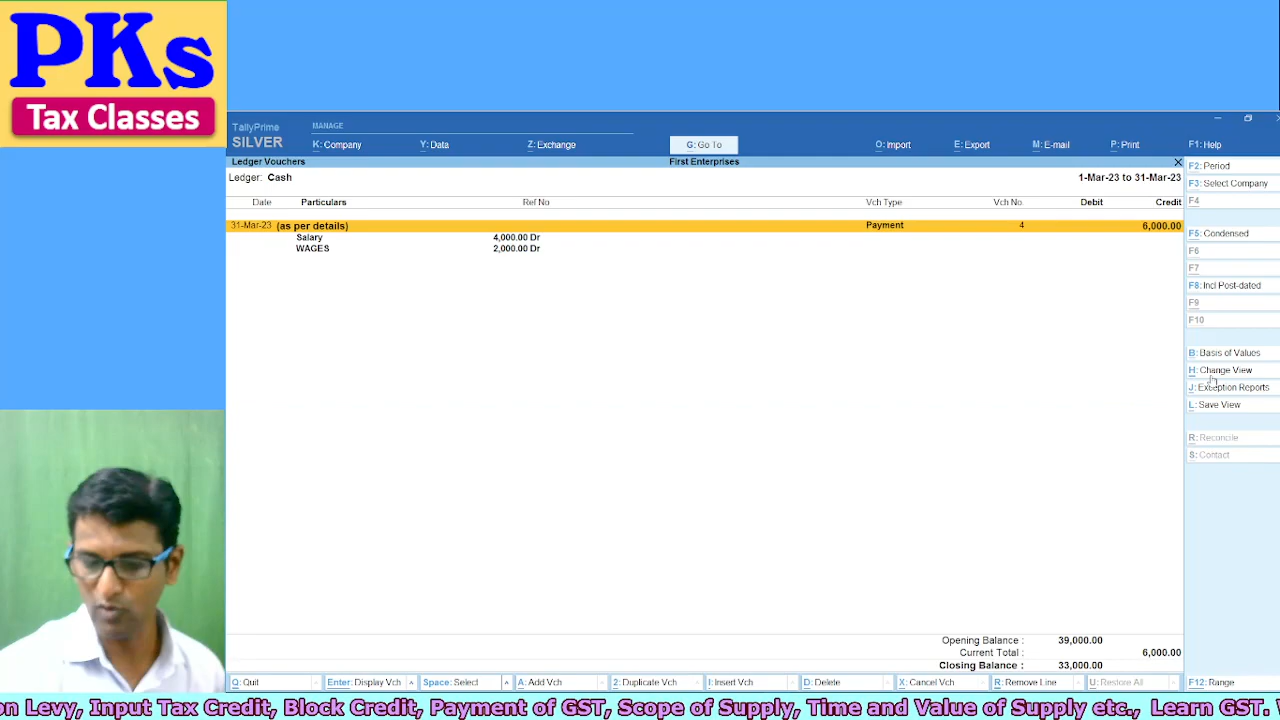 PKs
Tax Classes
TallyPrime
SILVER
MANAGE
K: Company
Y: Data
Z: Exchange
G: Go To
O: Import
E: Export
M: E-mail
P: Print
F1: Help
Ledger Vouchers
First Enterprises
Ledger: Cash
1-Mar-23 to 31-Mar-23
Date Particulars Ref No Vch Type Vch No. Debit Credit
31-Mar-23 (as per details) Payment 4 6,000.00
Salary 4,000.00 Dr
WAGES 2,000.00 Dr
Opening Balance : 39,000.00
Current Total : 6,000.00
Closing Balance : 33,000.00
F2: Period
F3: Select Company
F4
F5: Condensed
F6
F7
F8: Incl Post-dated
F9
F10
B: Basis of Values
H: Change View
J: Exception Reports
L: Save View
R: Reconcile
S: Contact
Q: Quit
Enter: Display Vch
Space: Select
A: Add Vch
2: Duplicate Vch
I: Insert Vch
D: Delete
X: Cancel Vch
R: Remove Line
U: Restore All
F12: Range
on Levy, Input Tax Credit, Block Credit, Payment of GST, Scope of Supply, Time and Value of Supply etc., Learn GST.